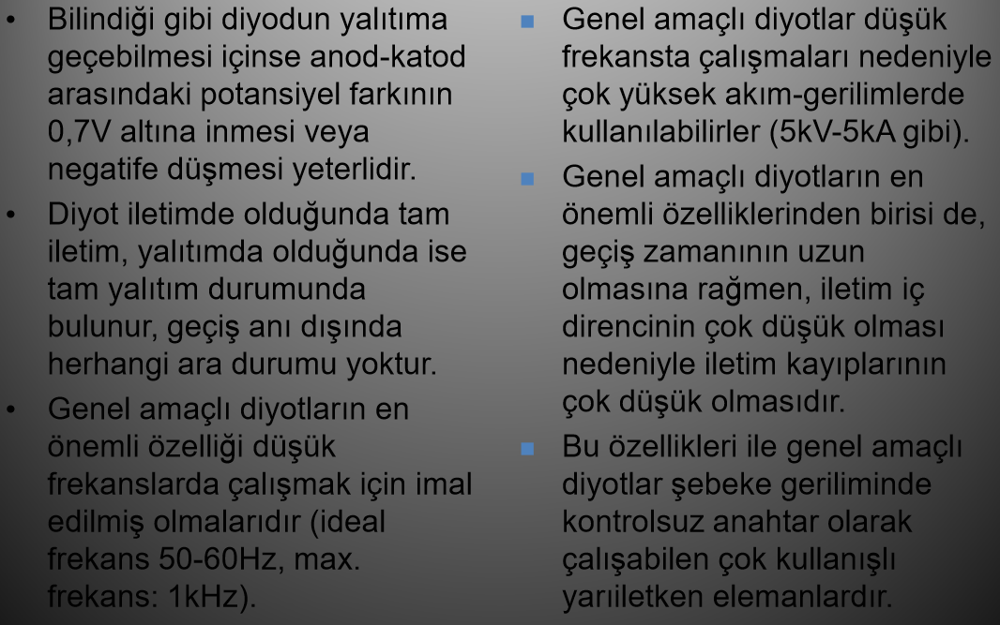 • Bilindiği gibi diyodun yalıtıma
geçebilmesi içinse anod-katod
arasındaki potansiyel farkının
0,7V altına inmesi veya
negatife düşmesi yeterlidir.
• Diyot iletimde olduğunda tam
iletim, yalıtımda olduğunda ise
tam yalıtım durumunda
bulunur, geçiş anı dışında
herhangi ara durumu yoktur.
• Genel amaçlı diyotların en
önemli özelliği düşük
frekanslarda çalışmak için imal
edilmiş olmalarıdır (ideal
frekans 50-60Hz, max.
frekans: 1kHz).
■ Genel amaçlı diyotlar düşük
frekansta çalışmaları nedeniyle
çok yüksek akım-gerilimlerde
kullanılabilirler (5kV-5kA gibi).
■ Genel amaçlı diyotların en
önemli özelliklerinden birisi de,
geçiş zamanının uzun
olmasına rağmen, iletim iç
direncinin çok düşük olması
nedeniyle iletim kayıplarının
çok düşük olmasıdır.
■ Bu özellikleri ile genel amaçlı
diyotlar şebeke geriliminde
kontrolsuz anahtar olarak
çalışabilen çok kullanışlı
yarıiletken elemanlardır.